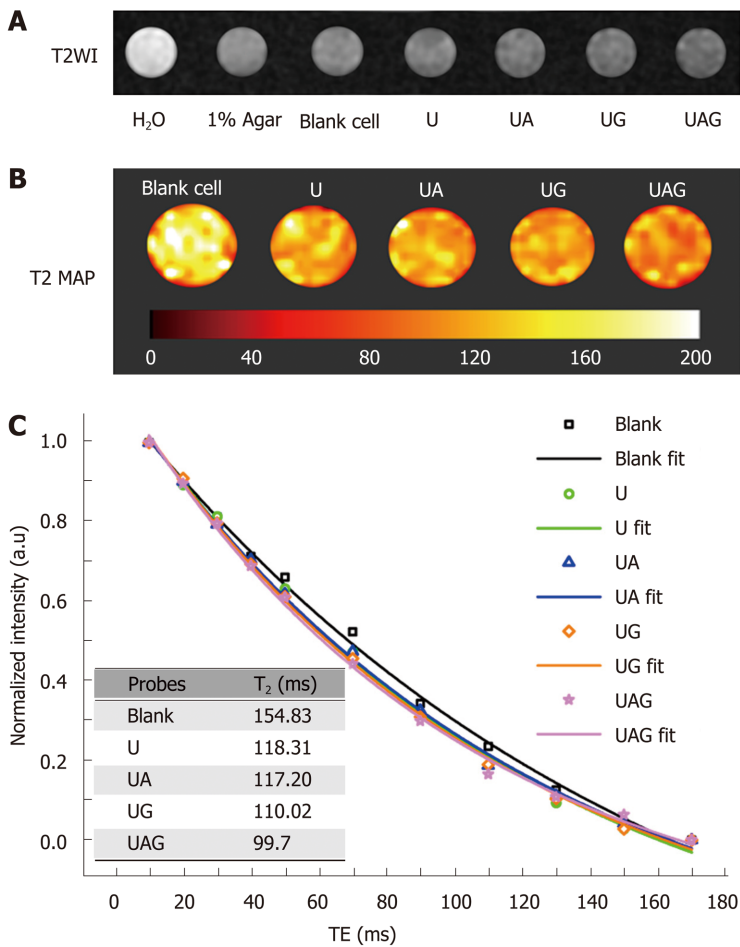 A
T2WI
H₂O 1% Agar Blank cell U UA UG UAG
B
Blank cell U UA UG UAG
T2 MAP
0 40 80 120 160 200
C
Normalized intensity (a.u)
1.0
0.8
0.6
0.4
0.2
0.0
Blank
Blank fit
U
U fit
UA
UA fit
UG
UG fit
UAG
UAG fit
Probes T₂ (ms)
Blank 154.83
U 118.31
UA 117.20
UG 110.02
UAG 99.7
0 20 40 60 80 100 120 140 160 180
TE (ms)